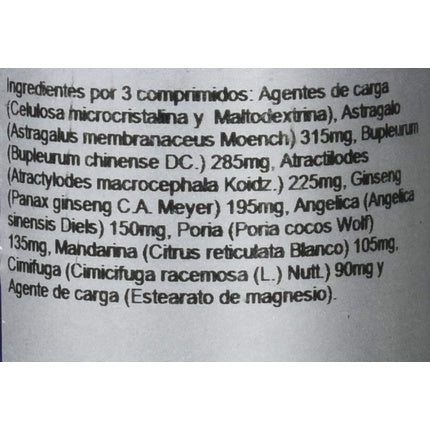 Ingredientes por 3 comprimidos: Agentes de carga
(Celulosa microcristalina y Maltodextrina), Astragalo
(Astragalus membranaceus Moench) 315mg, Bupleurum
(Bupleurum chinense DC.) 285mg, Atractilodes
(Atractylodes macrocephala Koidz.) 225mg, Ginseng
(Panax ginseng C.A. Meyer) 195mg, Angelica (Angelica
sinensis Diels) 150mg, Poria (Poria cocos Wolf)
135mg, Mandarina (Citrus reticulata Blanco) 105mg,
Cimifuga (Cimicifuga racemosa (L.) Nutt.) 90mg y
Agente de carga (Estearato de magnesio).